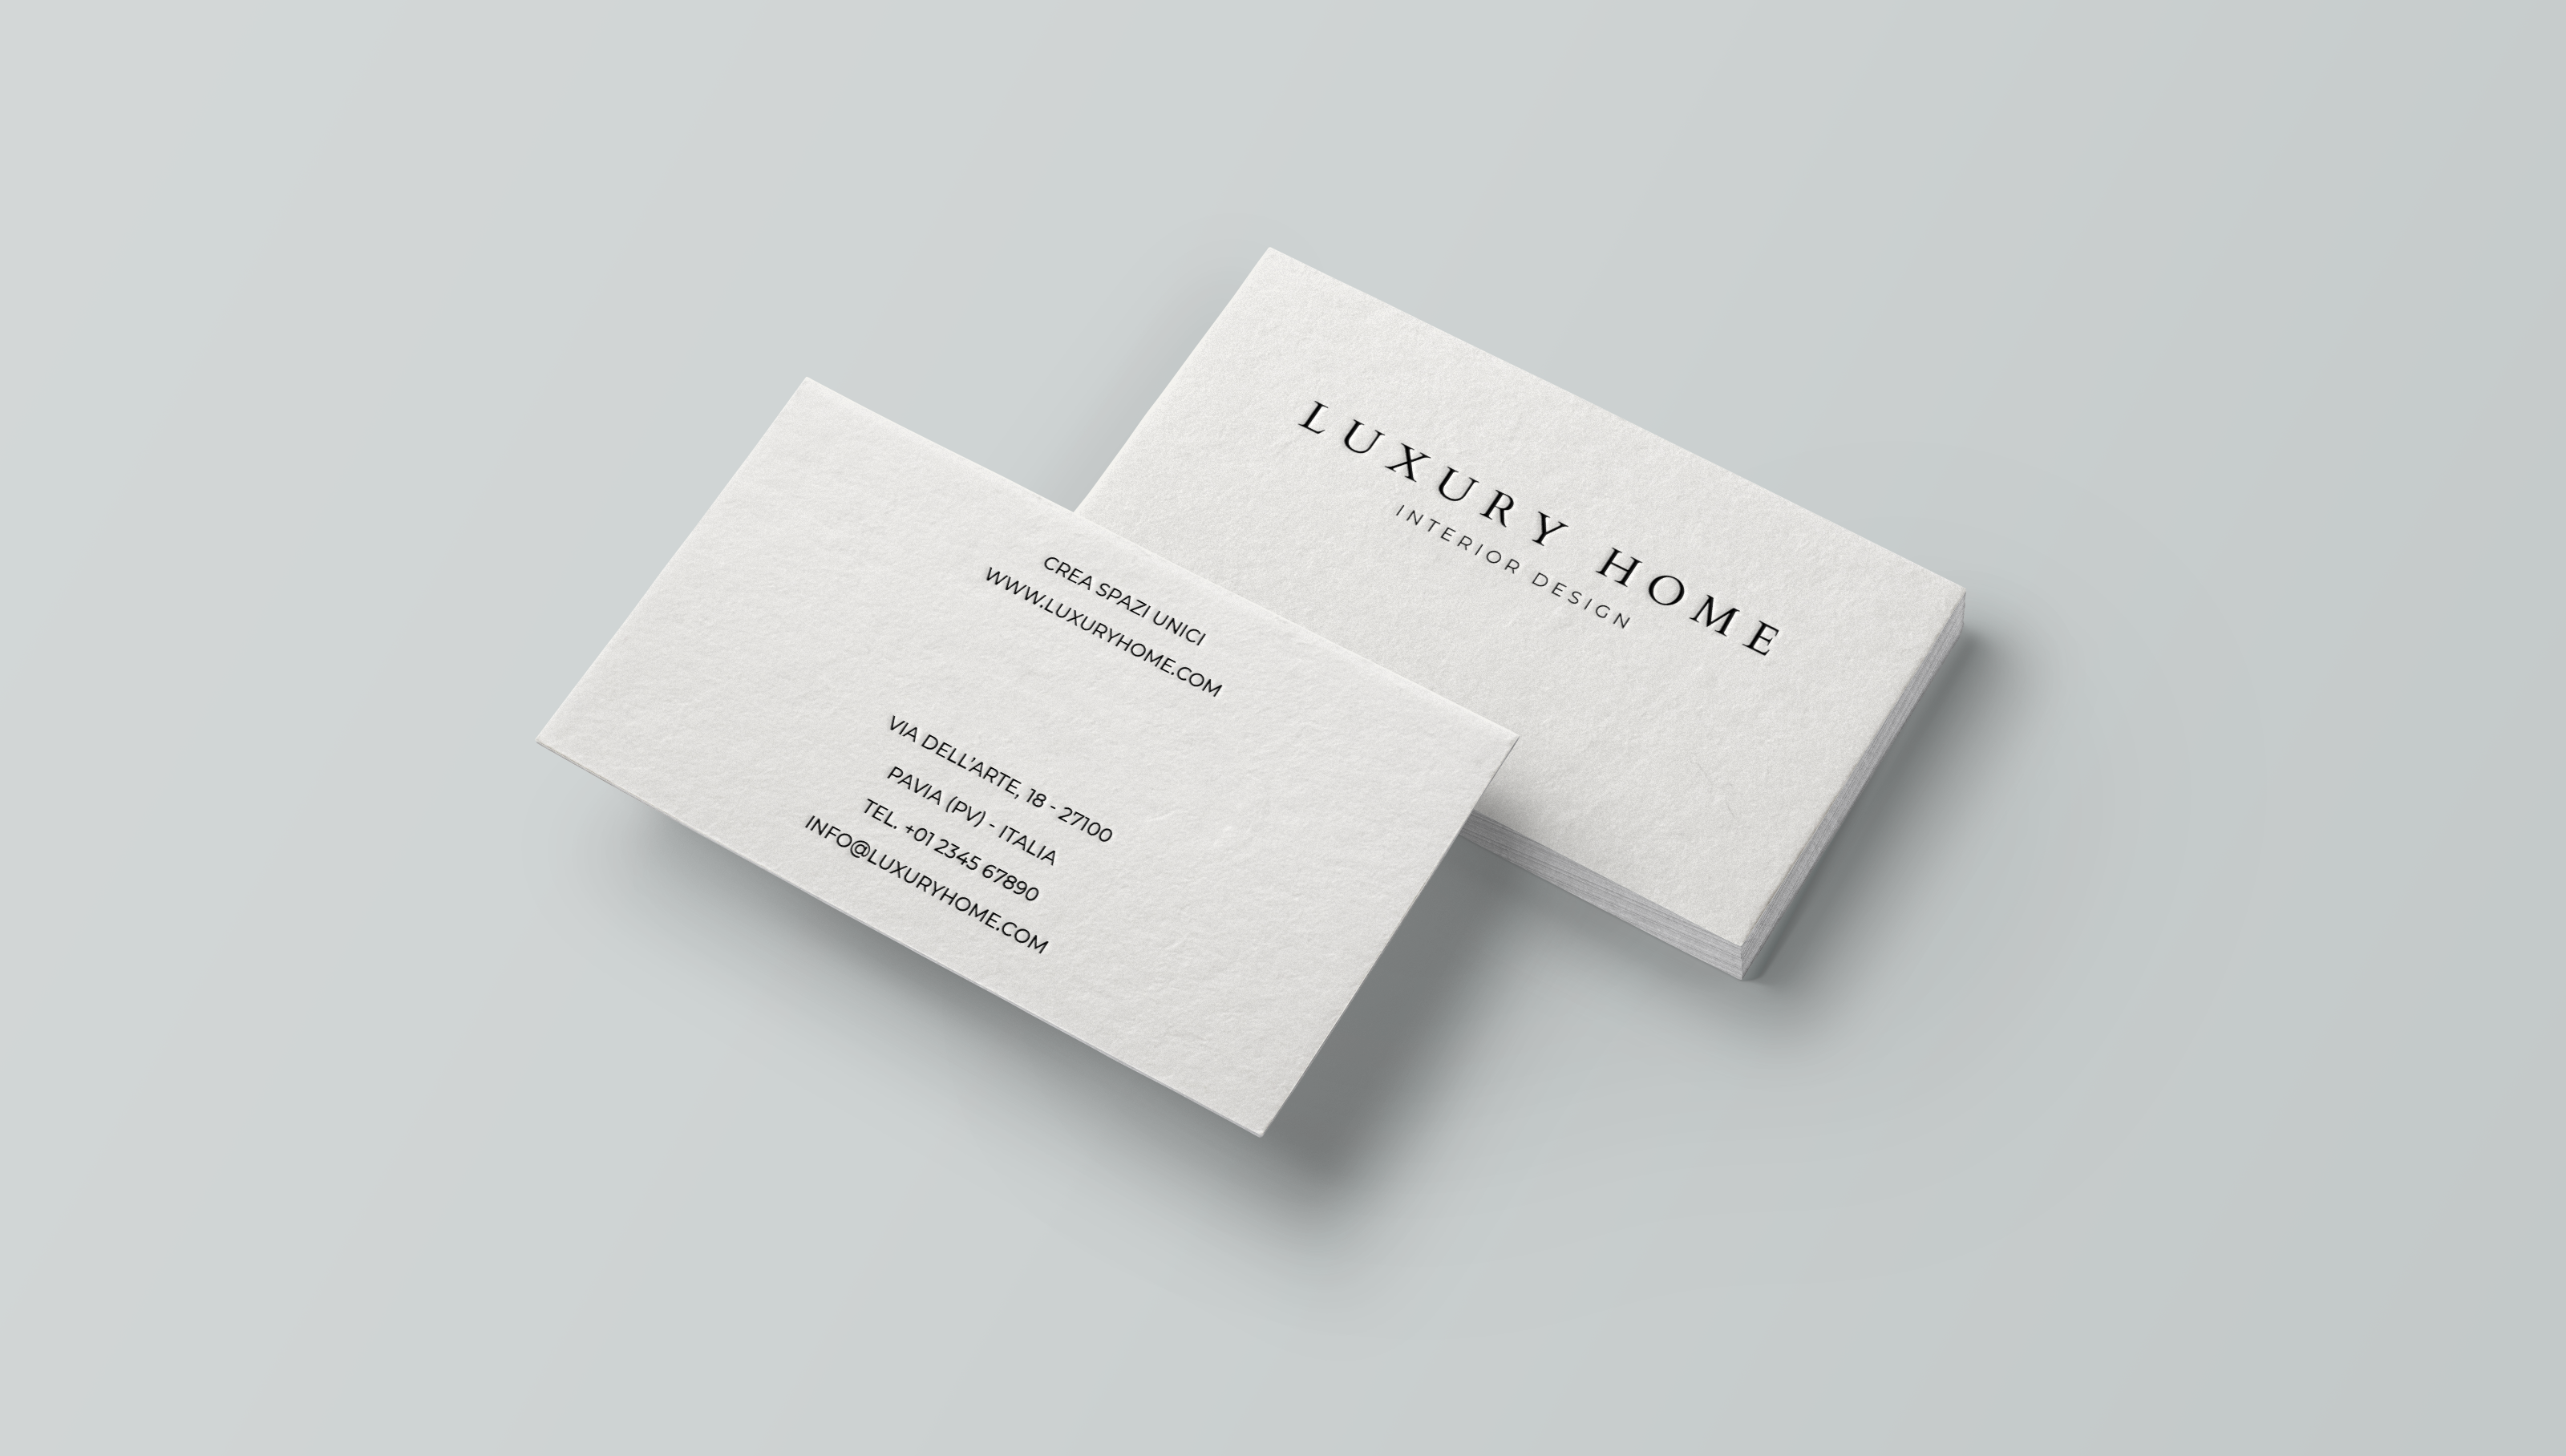 LUXURY HOME
INTERIOR DESIGN
CREA SPAZI UNICI
WWW.LUXURYHOME.COM
VIA DELL'ARTE, 18 - 27100
PAVIA (PV) - ITALIA
TEL. +01 2345 67890
INFO@LUXURYHOME.COM